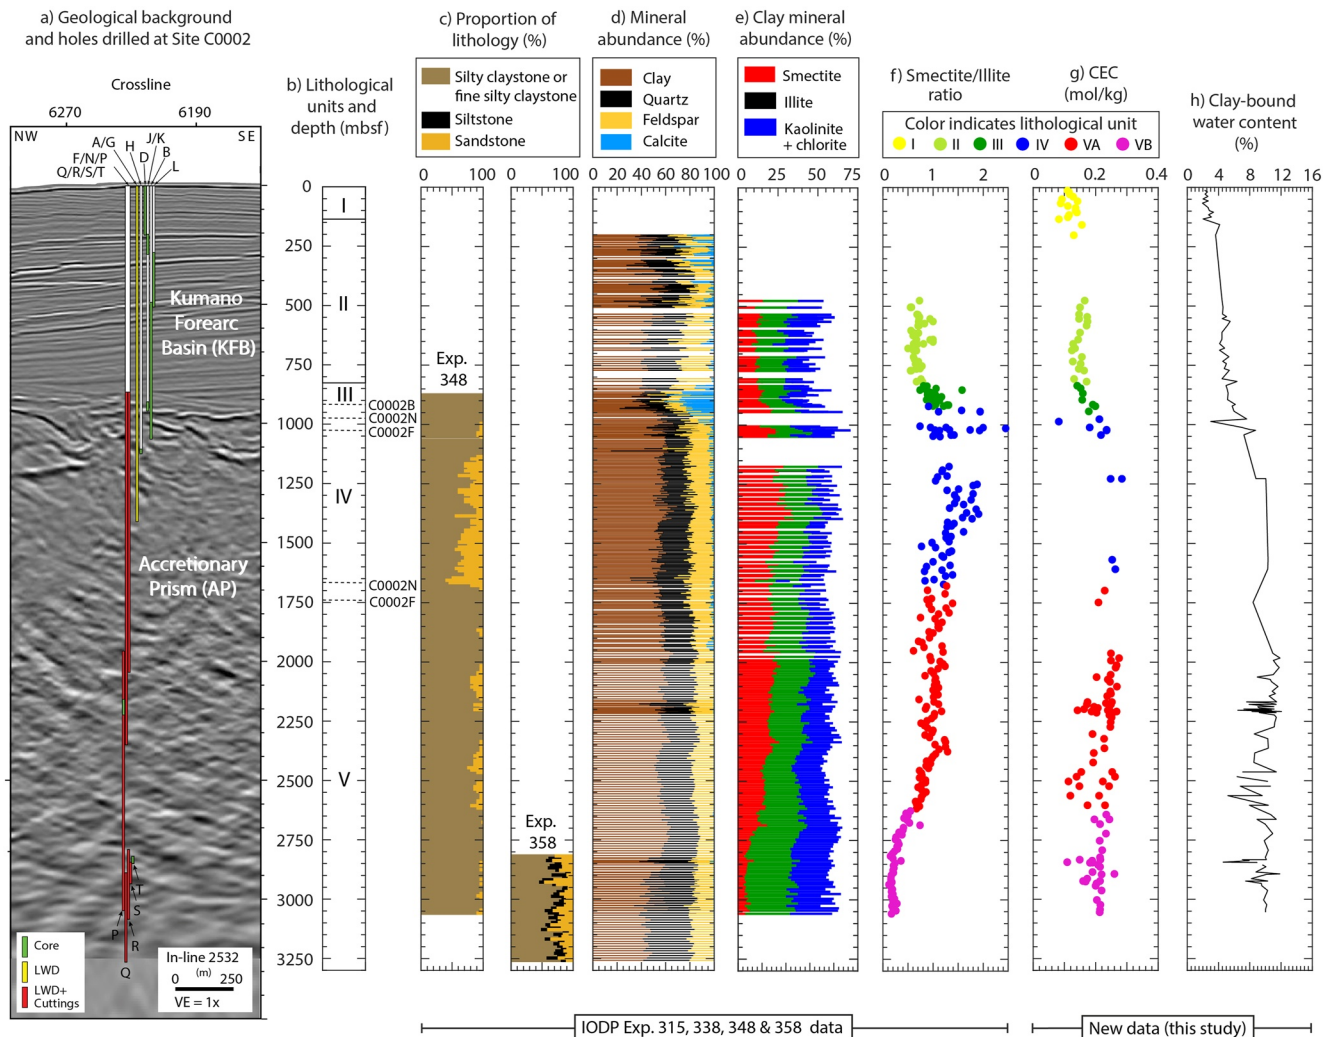 a) Geological background
and holes drilled at Site C0002
Crossline
6270
6190
NW
SE
A/G
H
J/K
F/N/P
D
B
Q/R/S/T
L
Kumano
Forearc
Basin (KFB)
Accretionary
Prism (AP)
T
S
P
R
Q
Core
LWD
LWD+
Cuttings
In-line 2532
(m)
0 250
VE = 1x
b) Lithological
units and
depth (mbsf)
0
250
500
750
1000
1250
1500
1750
2000
2250
2500
2750
3000
3250
I
II
III
IV
V
C0002B
C0002N
C0002F
C0002N
C0002F
c) Proportion of
lithology (%)
Silty claystone or
fine silty claystone
Siltstone
Sandstone
0 100
0 100
Exp.
348
Exp.
358
d) Mineral
abundance (%)
Clay
Quartz
Feldspar
Calcite
0 20 40 60 80 100
e) Clay mineral
abundance (%)
Smectite
Illite
Kaolinite
+ chlorite
0 25 50 75
f) Smectite/Illite
ratio
g) CEC
(mol/kg)
Color indicates lithological unit
I II III IV VA VB
0 1 2
0 0.2 0.4
h) Clay-bound
water content
(%)
0 4 8 12 16
IODP Exp. 315, 338, 348 & 358 data
New data (this study)